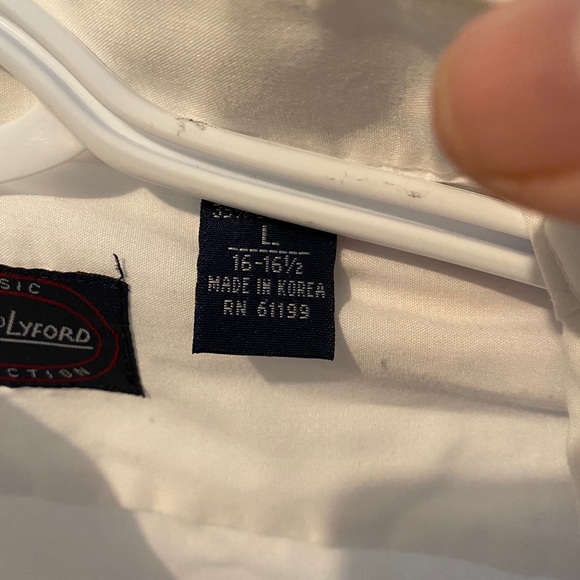 L
16-16½
MADE IN KOREA
RN 61199
SIC
LYFORD
CTION